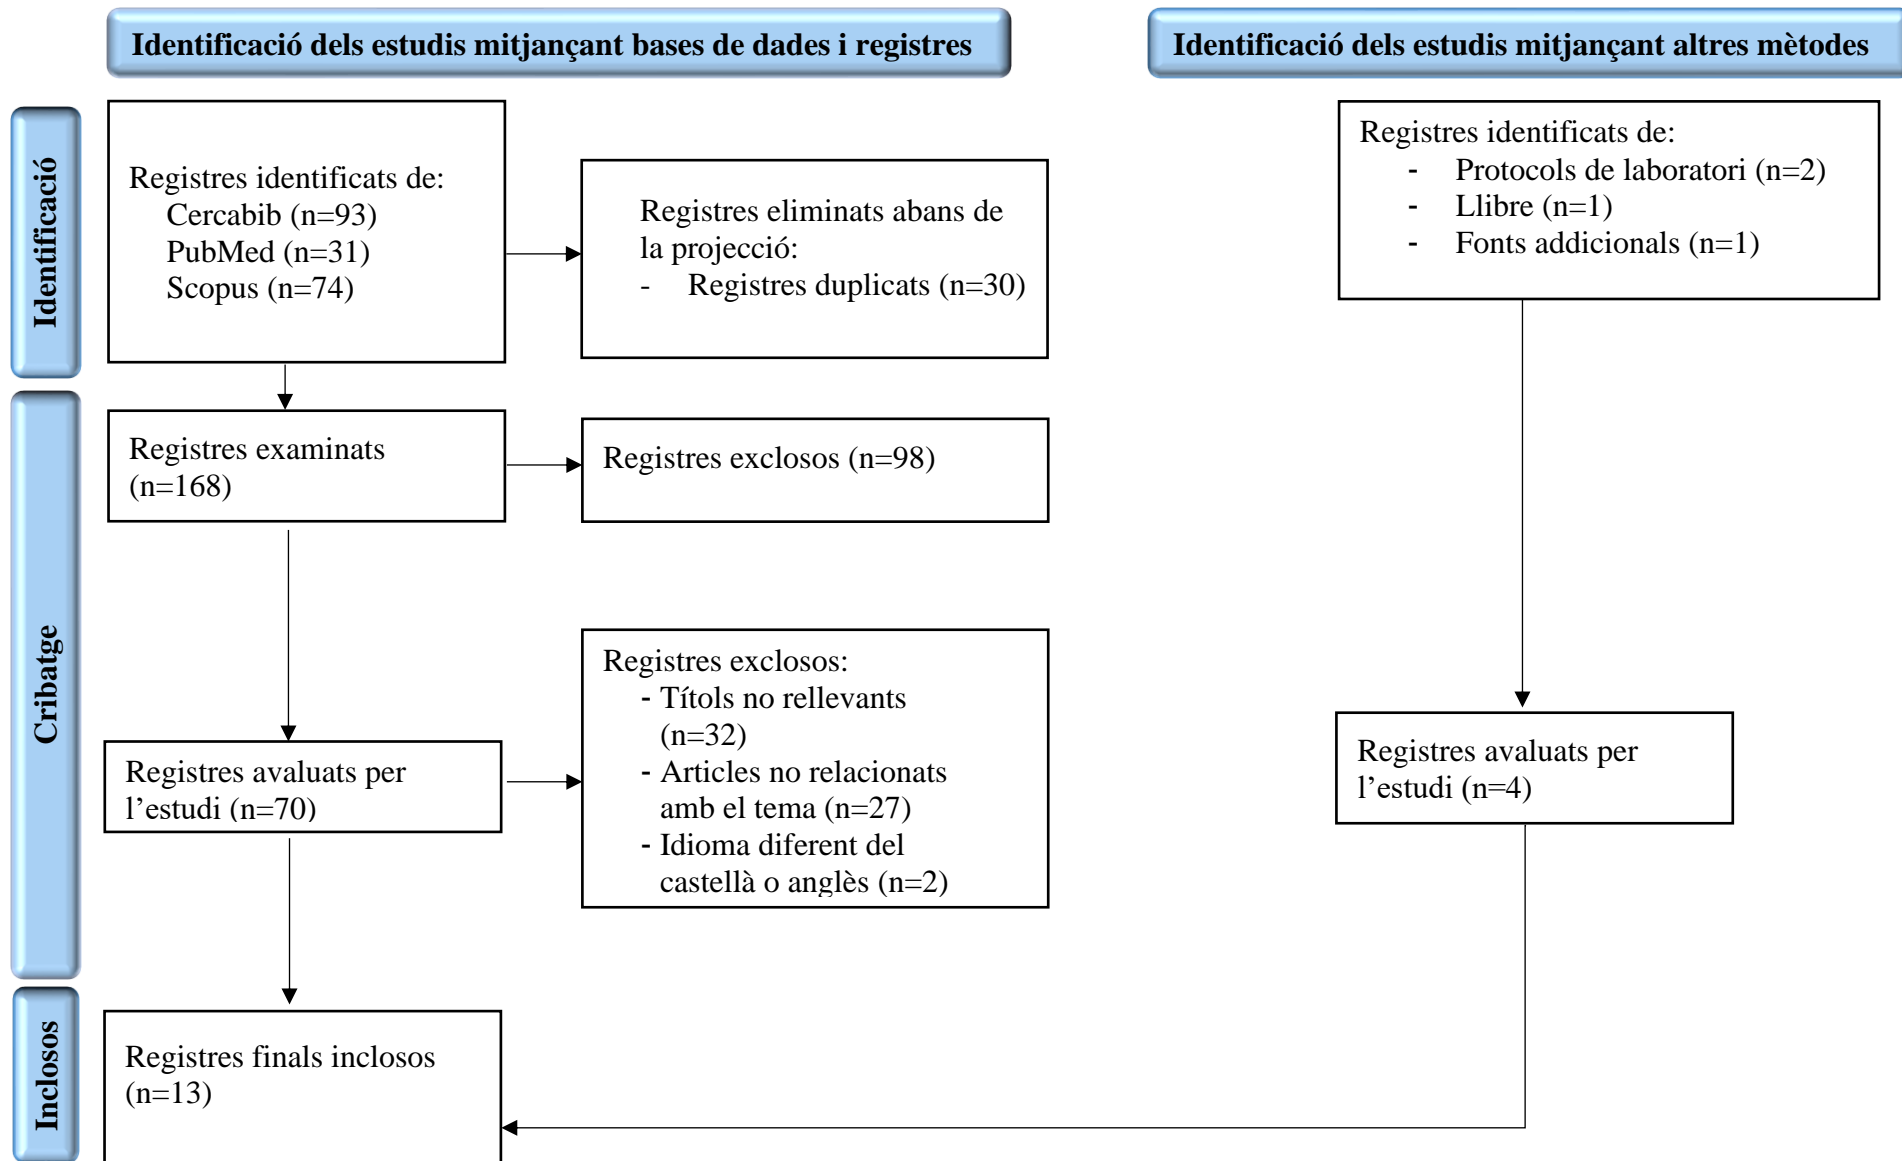 Identificació dels estudis mitjançant bases de dades i registres
Identificació dels estudis mitjançant altres mètodes
Identificació
Registres identificats de:
Cercabib (n=93)
PubMed (n=31)
Scopus (n=74)
Registres eliminats abans de
la projecció:
- Registres duplicats (n=30)
Registres identificats de:
- Protocols de laboratori (n=2)
- Llibre (n=1)
- Fonts addicionals (n=1)
Cribatge
Registres examinats
(n=168)
Registres exclosos (n=98)
Registres avaluats per
l’estudi (n=70)
Registres exclosos:
- Títols no rellevants
(n=32)
- Articles no relacionats
amb el tema (n=27)
- Idioma diferent del
castellà o anglès (n=2)
Registres avaluats per
l’estudi (n=4)
Inclosos
Registres finals inclosos
(n=13)